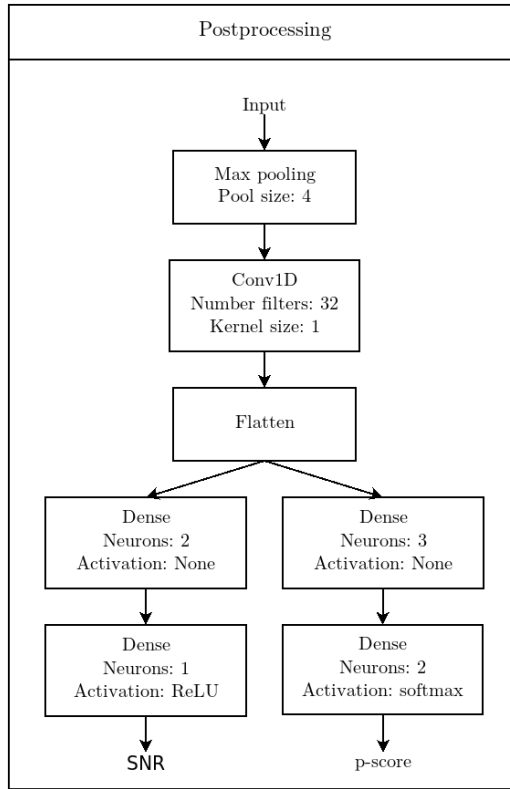 Postprocessing
Input
Max pooling
Pool size: 4
Conv1D
Number filters: 32
Kernel size: 1
Flatten
Dense
Neurons: 2
Activation: None
Dense
Neurons: 3
Activation: None
Dense
Neurons: 1
Activation: ReLU
Dense
Neurons: 2
Activation: softmax
SNR
p-score